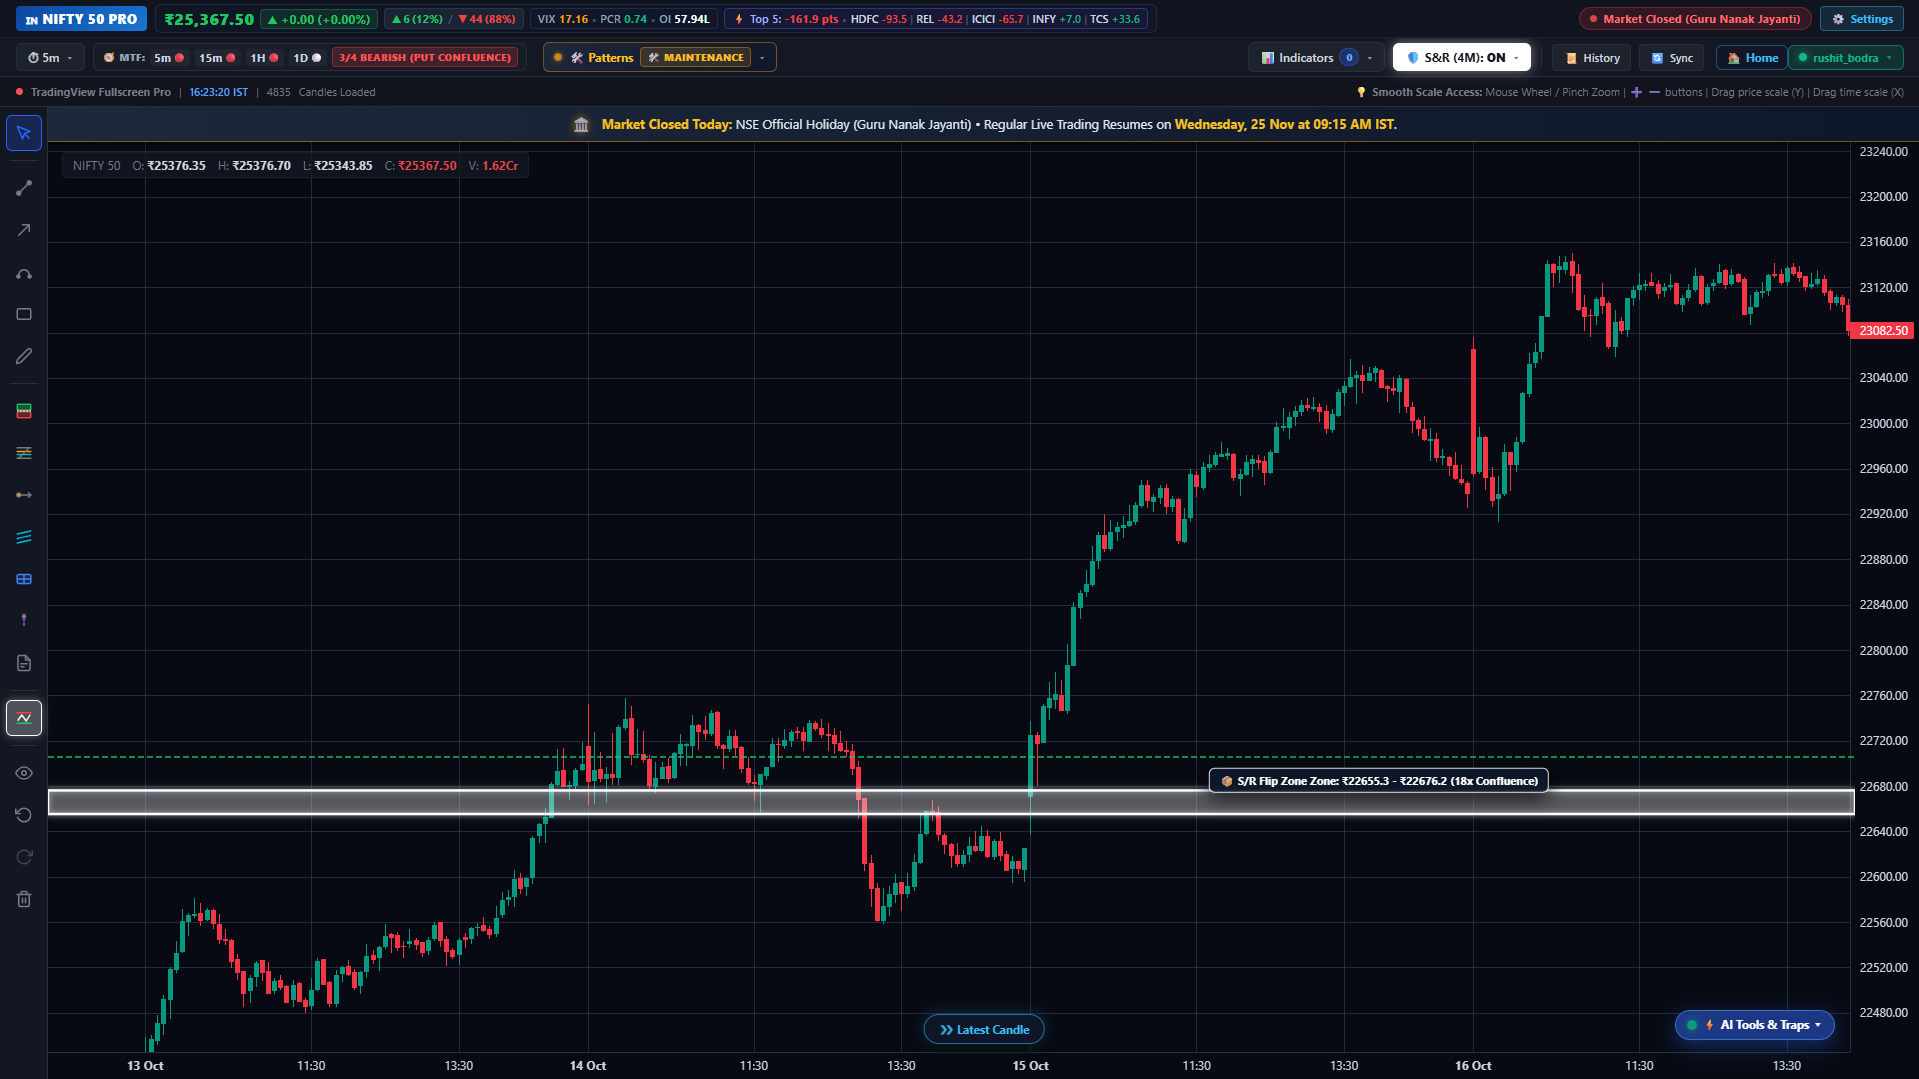 IN NIFTY 50 PRO ₹25,367.50 ▲ +0.00 (+0.00%) ▲ 6 (12%) / ▼ 44 (88%) VIX 17.16 • PCR 0.74 • OI 57.94L Top 5: -161.9 pts • HDFC -93.5 | REL -43.2 | ICICI -65.7 | INFY +7.0 | TCS +33.6 Market Closed (Guru Nanak Jayanti) Settings
5m MTF: 5m 15m 1H 1D 3/4 BEARISH (PUT CONFLUENCE) Patterns MAINTENANCE Indicators 0 S&R (4M): ON History Sync Home rushit_bodra
TradingView Fullscreen Pro | 16:23:20 IST | 4835 Candles Loaded Smooth Scale Access: Mouse Wheel / Pinch Zoom | + − buttons | Drag price scale (Y) | Drag time scale (X)
Market Closed Today: NSE Official Holiday (Guru Nanak Jayanti) • Regular Live Trading Resumes on Wednesday, 25 Nov at 09:15 AM IST.
NIFTY 50 O: ₹25376.35 H: ₹25376.70 L: ₹25343.85 C: ₹25367.50 V: 1.62Cr
23240.00
23200.00
23160.00
23120.00
23082.50
23040.00
23000.00
22960.00
22920.00
22880.00
22840.00
22800.00
22760.00
22720.00
S/R Flip Zone Zone: ₹22655.3 - ₹22676.2 (18x Confluence)
22680.00
22640.00
22600.00
22560.00
22520.00
22480.00
Latest Candle
AI Tools & Traps
13 Oct 11:30 13:30 14 Oct 11:30 13:30 15 Oct 11:30 13:30 16 Oct 11:30 13:30